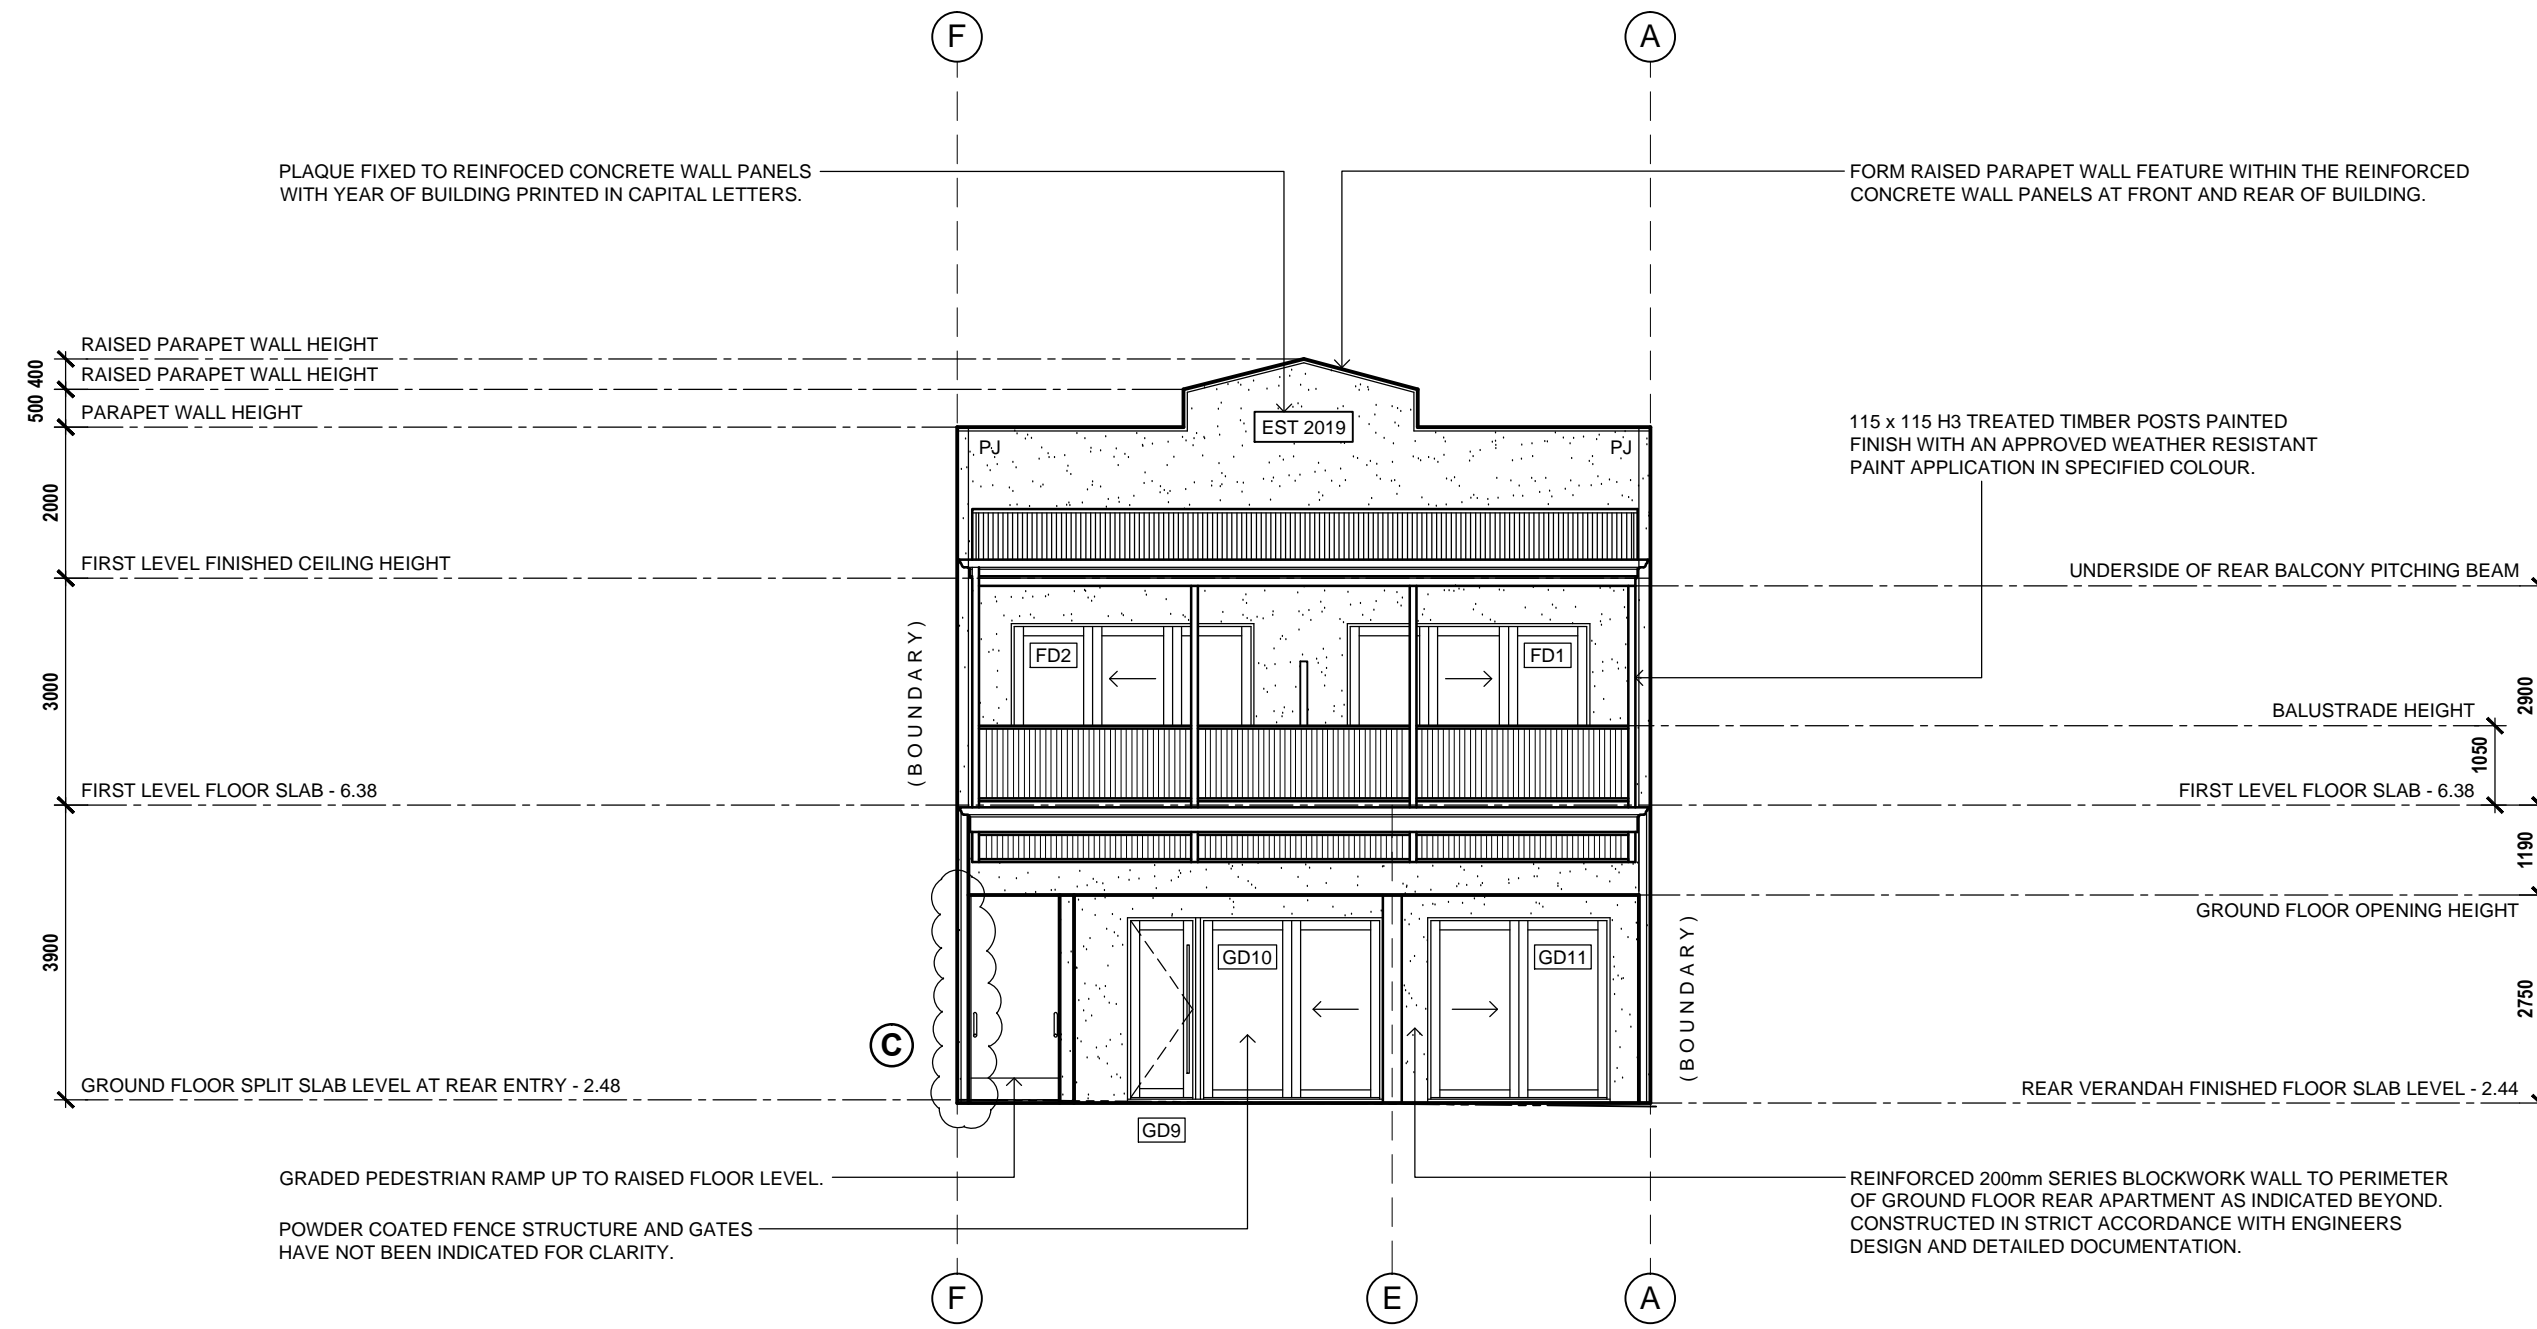 F
A
PLAQUE FIXED TO REINFOCED CONCRETE WALL PANELS
WITH YEAR OF BUILDING PRINTED IN CAPITAL LETTERS.
FORM RAISED PARAPET WALL FEATURE WITHIN THE REINFORCED
CONCRETE WALL PANELS AT FRONT AND REAR OF BUILDING.
RAISED PARAPET WALL HEIGHT
400
RAISED PARAPET WALL HEIGHT
500
PARAPET WALL HEIGHT
EST 2019
PJ
PJ
115 x 115 H3 TREATED TIMBER POSTS PAINTED
FINISH WITH AN APPROVED WEATHER RESISTANT
PAINT APPLICATION IN SPECIFIED COLOUR.
2000
FIRST LEVEL FINISHED CEILING HEIGHT
UNDERSIDE OF REAR BALCONY PITCHING BEAM
(BOUNDARY)
FD2
FD1
3000
2900
BALUSTRADE HEIGHT
1050
FIRST LEVEL FLOOR SLAB - 6.38
FIRST LEVEL FLOOR SLAB - 6.38
1190
GROUND FLOOR OPENING HEIGHT
3900
GD10
GD11
(BOUNDARY)
2750
C
GROUND FLOOR SPLIT SLAB LEVEL AT REAR ENTRY - 2.48
REAR VERANDAH FINISHED FLOOR SLAB LEVEL - 2.44
GD9
GRADED PEDESTRIAN RAMP UP TO RAISED FLOOR LEVEL.
POWDER COATED FENCE STRUCTURE AND GATES
HAVE NOT BEEN INDICATED FOR CLARITY.
REINFORCED 200mm SERIES BLOCKWORK WALL TO PERIMETER
OF GROUND FLOOR REAR APARTMENT AS INDICATED BEYOND.
CONSTRUCTED IN STRICT ACCORDANCE WITH ENGINEERS
DESIGN AND DETAILED DOCUMENTATION.
F
E
A